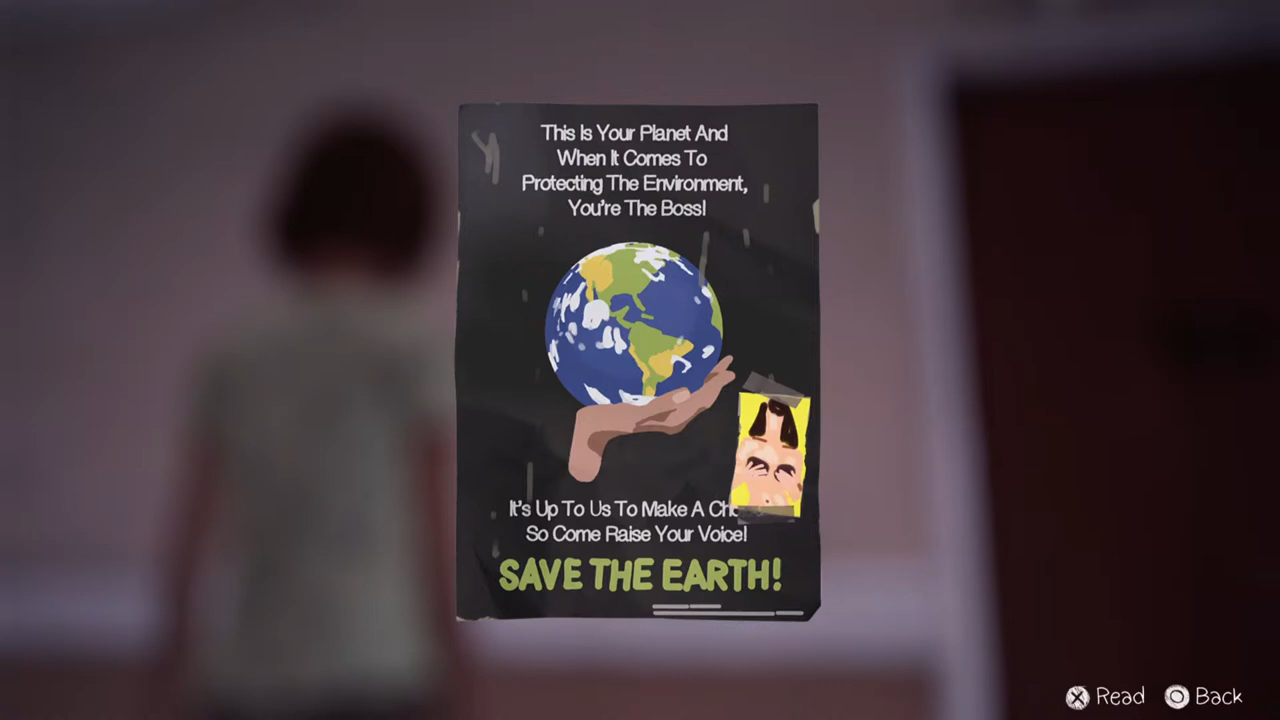 This Is Your Planet And
When It Comes To
Protecting The Environment,
You're The Boss!
It's Up To Us To Make A
So Come Raise Your Voice!
SAVE THE EARTH!
Read
Back